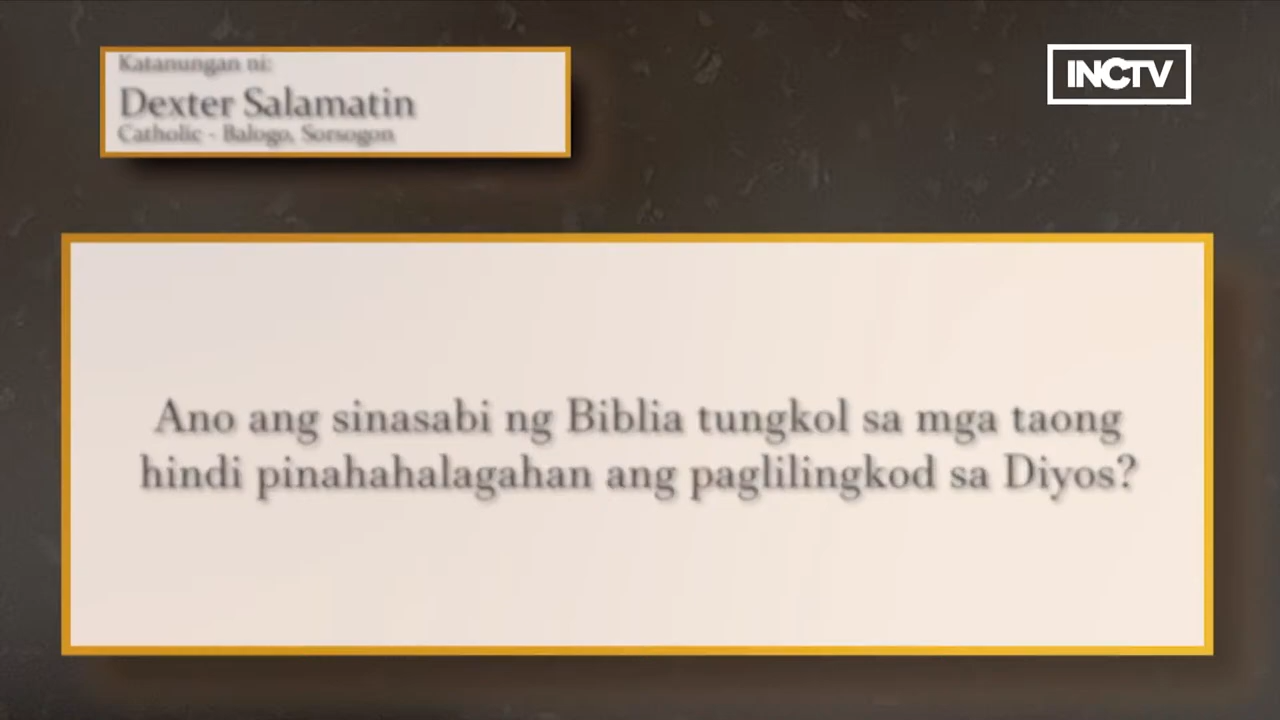 Katanungan ni:
Dexter Salamatin
Catholic - Balogo, Sorsogon
INCTV
Ano ang sinasabi ng Biblia tungkol sa mga taong
hindi pinahahalagahan ang paglilingkod sa Diyos?